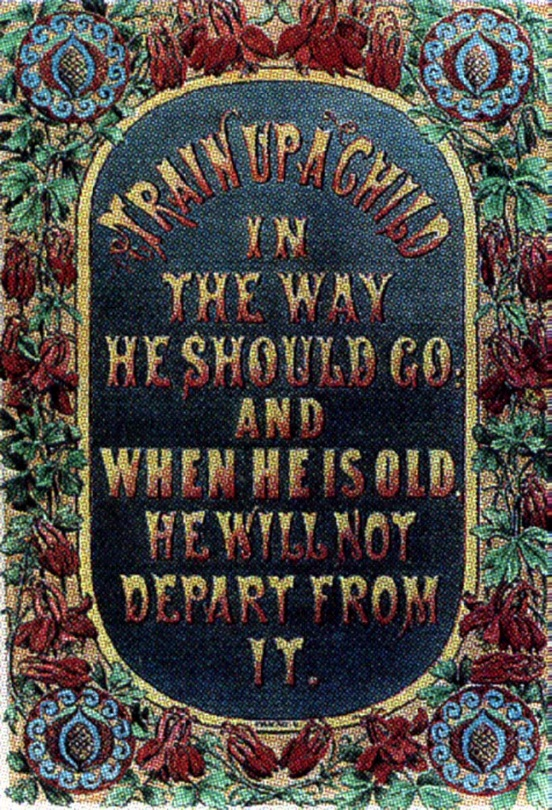 TRAIN UP A CHILD
IN
THE WAY
HE SHOULD GO:
AND
WHEN HE IS OLD,
HE WILL NOT
DEPART FROM
IT.